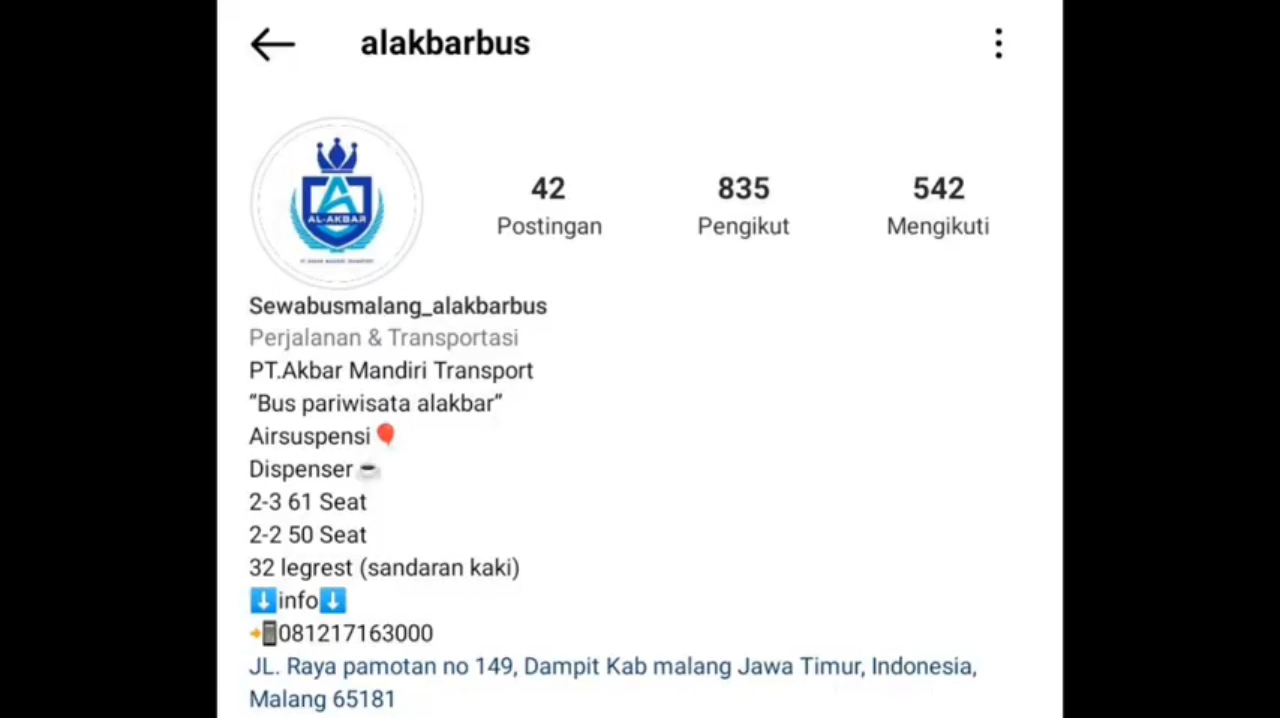 alakbarbus
AL-AKBAR
42
Postingan
835
Pengikut
542
Mengikuti
Sewabusmalang_alakbarbus
Perjalanan & Transportasi
PT.Akbar Mandiri Transport
“Bus pariwisata alakbar”
Airsuspensi🎈
Dispenser☕
2-3 61 Seat
2-2 50 Seat
32 legrest (sandaran kaki)
⬇️info⬇️
📲081217163000
JL. Raya pamotan no 149, Dampit Kab malang Jawa Timur, Indonesia,
Malang 65181